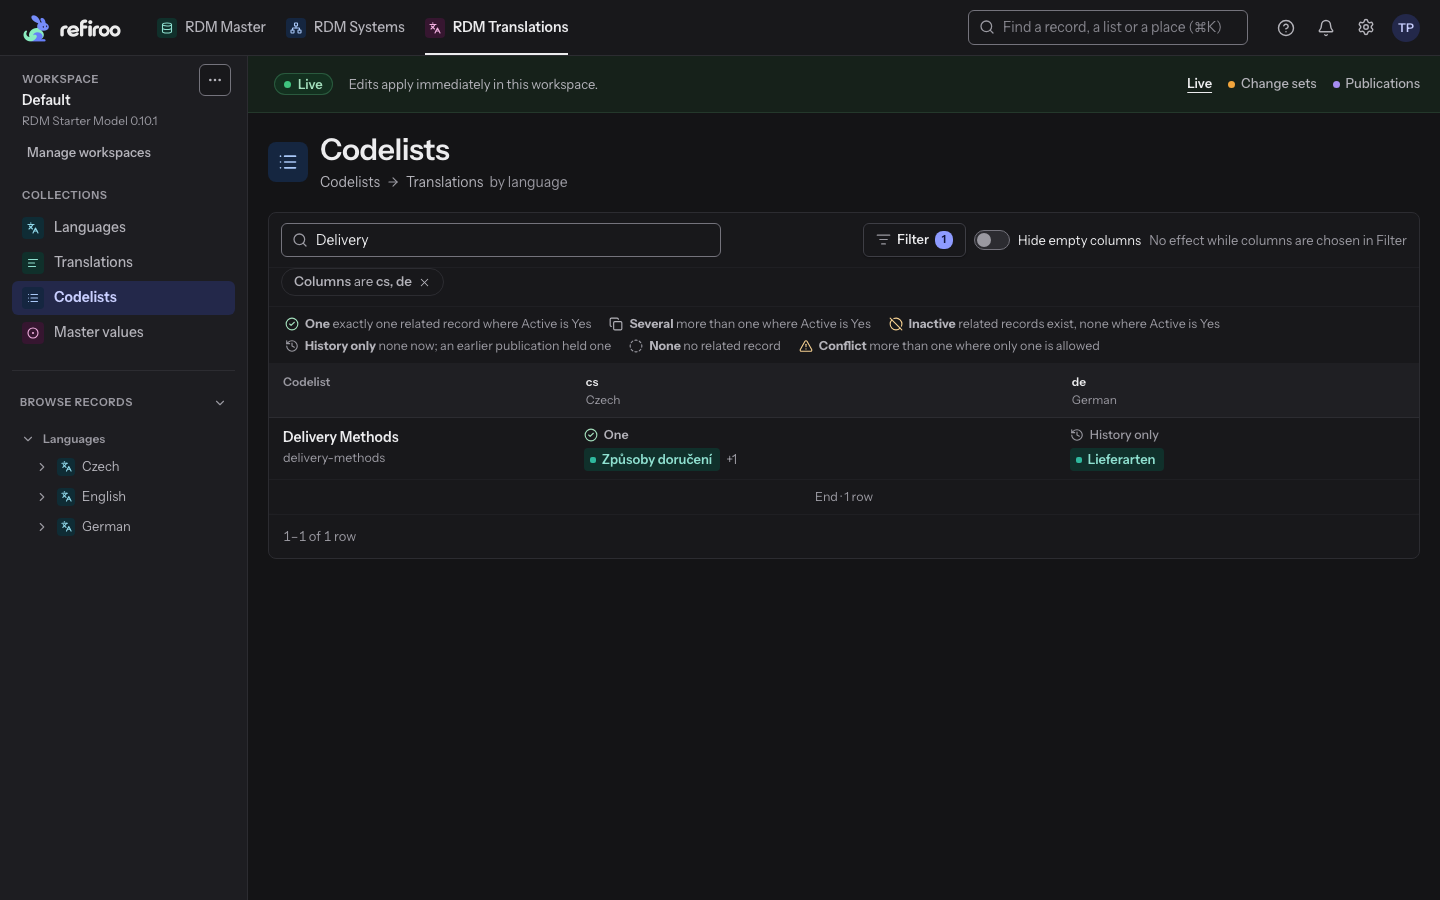 refiroo
RDM Master
RDM Systems
RDM Translations
Find a record, a list or a place (⌘K)
TP
WORKSPACE
Default
RDM Starter Model 0.10.1
Manage workspaces
COLLECTIONS
Languages
Translations
Codelists
Master values
BROWSE RECORDS
Languages
Czech
English
German
Live Edits apply immediately in this workspace.
Live Change sets Publications
Codelists
Codelists → Translations by language
Delivery
Filter 1
Hide empty columns No effect while columns are chosen in Filter
Columns are cs, de
One exactly one related record where Active is Yes Several more than one where Active is Yes Inactive related records exist, none where Active is Yes
History only none now; an earlier publication held one None no related record Conflict more than one where only one is allowed
Codelist cs de
Czech German
Delivery Methods One History only
delivery-methods Způsoby doručení +1 Lieferarten
End · 1 row
1–1 of 1 row